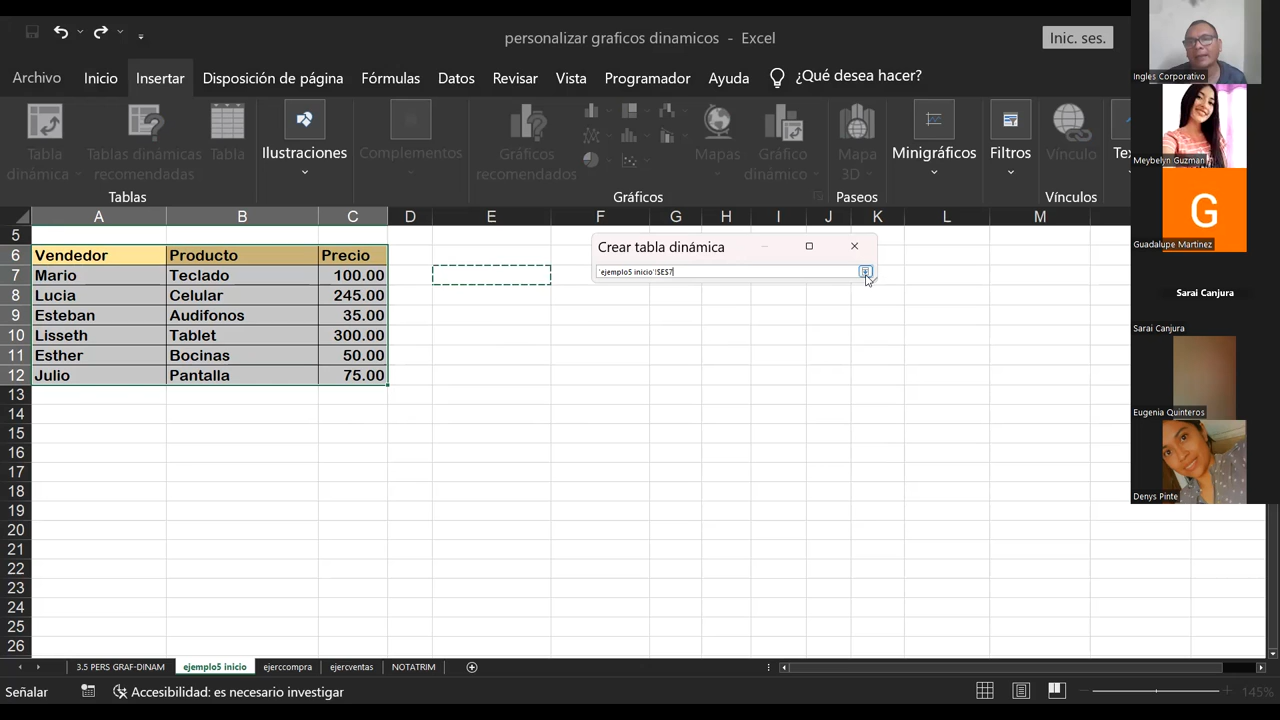 personalizar graficos dinamicos - Excel
Inic. ses.
Archivo Inicio Insertar Disposición de página Fórmulas Datos Revisar Vista Programador Ayuda ¿Qué desea hacer?
Tabla dinámica
Tablas dinámicas recomendadas
Tabla
Ilustraciones
Complementos
Gráficos recomendados
Mapas
Gráfico dinámico
Mapa 3D
Minigráficos
Filtros
Vínculo
Tablas Gráficos Paseos Vínculos
A B C D E F G H I J K L M
5
6 Vendedor Producto Precio
7 Mario Teclado 100.00
8 Lucia Celular 245.00
9 Esteban Audifonos 35.00
10 Lisseth Tablet 300.00
11 Esther Bocinas 50.00
12 Julio Pantalla 75.00
13
14
15
16
17
18
19
20
21
22
23
24
25
26
Crear tabla dinámica
'ejemplo5 inicio'!$E$7
3.5 PERS GRAF-DINAM ejemplo5 inicio ejerccompra ejercventas NOTATRIM
Señalar Accesibilidad: es necesario investigar 145%
Ingles Corporativo
Meybelyn Guzman
G
Guadalupe Martinez
Sarai Canjura
Sarai Canjura
Eugenia Quinteros
Denys Pinte